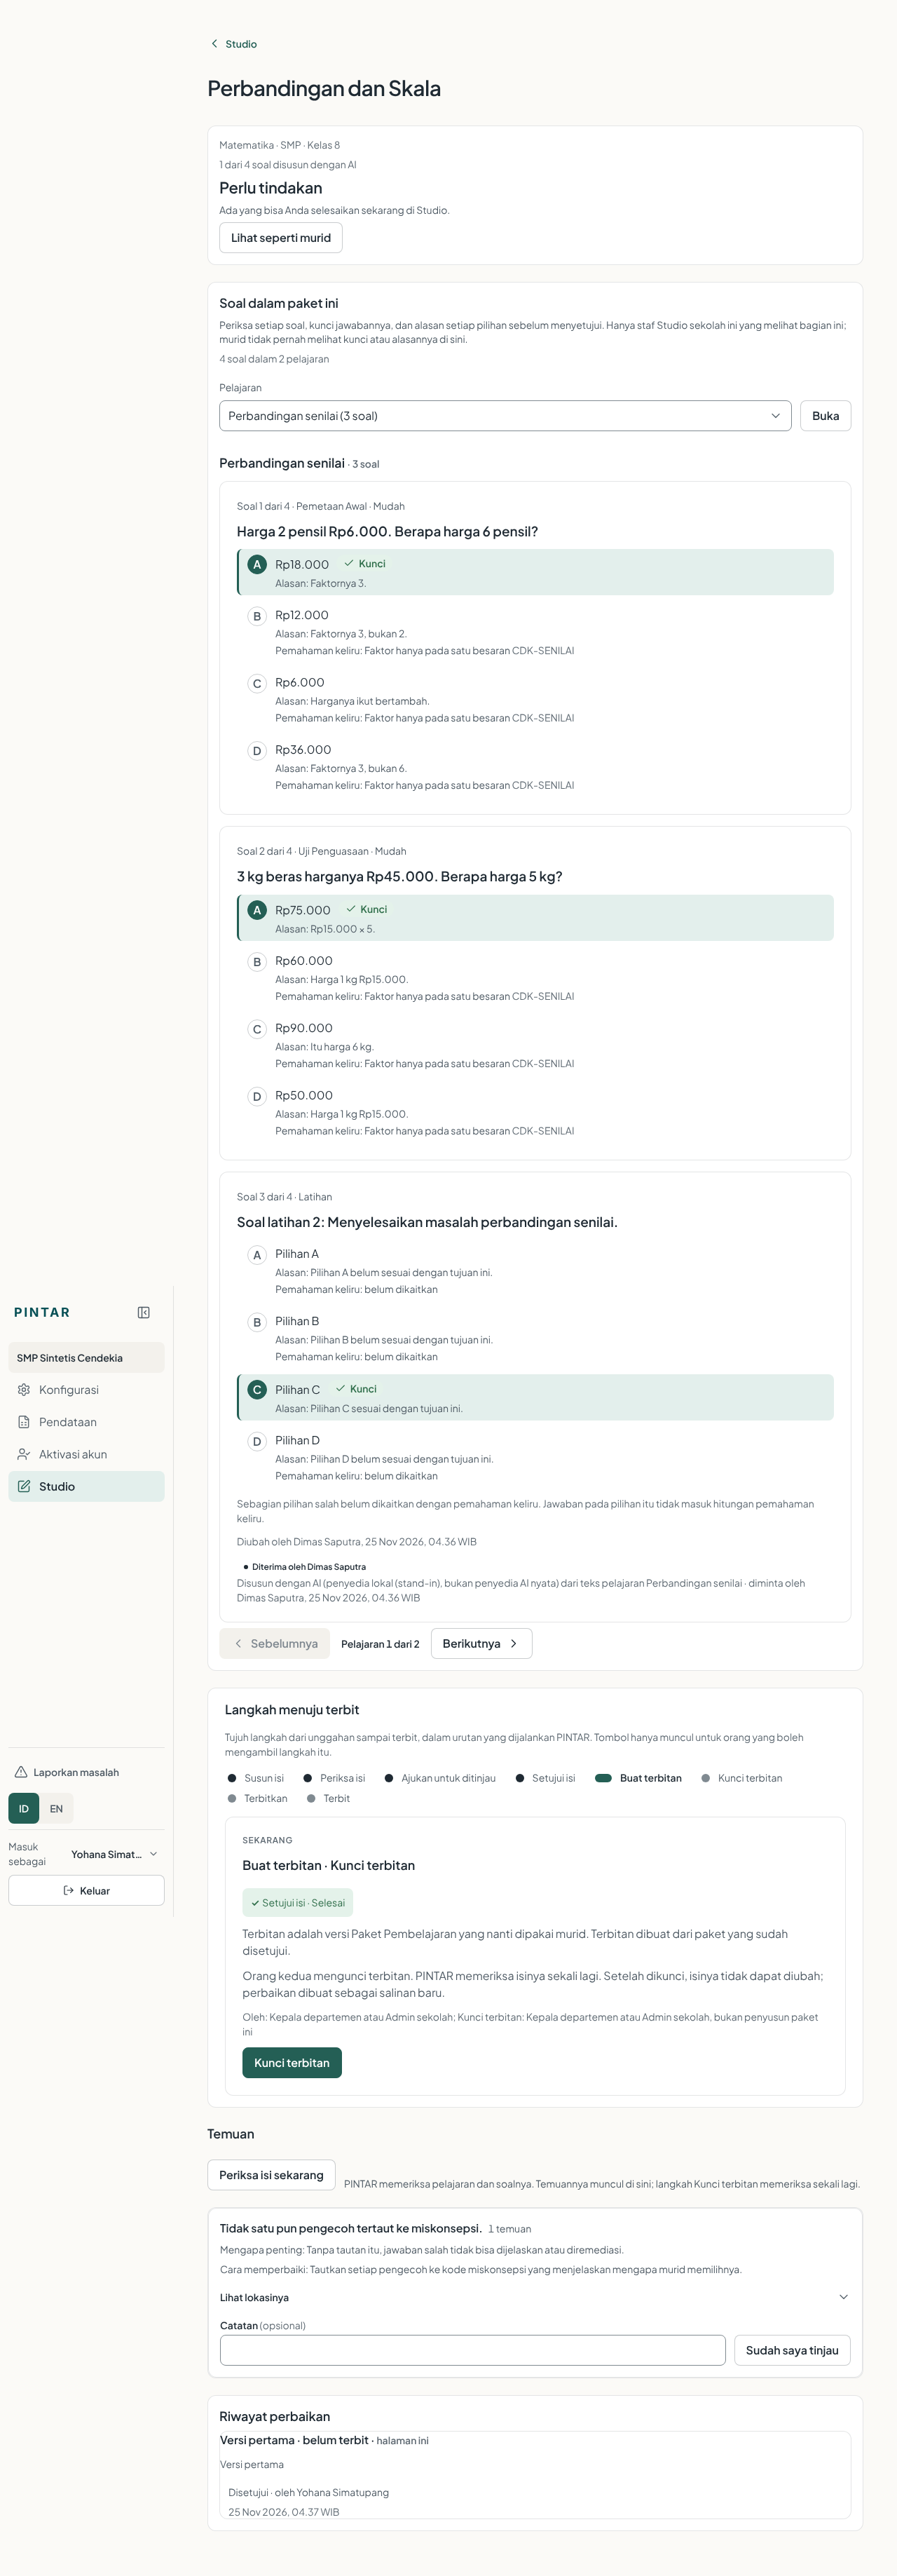 Studio
Perbandingan dan Skala
Matematika · SMP · Kelas 8
1 dari 4 soal disusun dengan AI
Perlu tindakan
Ada yang bisa Anda selesaikan sekarang di Studio.
Lihat seperti murid
Soal dalam paket ini
Periksa setiap soal, kunci jawabannya, dan alasan setiap pilihan sebelum menyetujui. Hanya staf Studio sekolah ini yang melihat bagian ini;
murid tidak pernah melihat kunci atau alasannya di sini.
4 soal dalam 2 pelajaran
Pelajaran
Perbandingan senilai (3 soal)
Buka
Perbandingan senilai · 3 soal
Soal 1 dari 4 · Pemetaan Awal · Mudah
Harga 2 pensil Rp6.000. Berapa harga 6 pensil?
A Rp18.000 Kunci
Alasan: Faktornya 3.
B Rp12.000
Alasan: Faktornya 3, bukan 2.
Pemahaman keliru: Faktor hanya pada satu besaran CDK-SENILAI
C Rp6.000
Alasan: Harganya ikut bertambah.
Pemahaman keliru: Faktor hanya pada satu besaran CDK-SENILAI
D Rp36.000
Alasan: Faktornya 3, bukan 6.
Pemahaman keliru: Faktor hanya pada satu besaran CDK-SENILAI
Soal 2 dari 4 · Uji Penguasaan · Mudah
3 kg beras harganya Rp45.000. Berapa harga 5 kg?
A Rp75.000 Kunci
Alasan: Rp15.000 × 5.
B Rp60.000
Alasan: Harga 1 kg Rp15.000.
Pemahaman keliru: Faktor hanya pada satu besaran CDK-SENILAI
C Rp90.000
Alasan: Itu harga 6 kg.
Pemahaman keliru: Faktor hanya pada satu besaran CDK-SENILAI
D Rp50.000
Alasan: Harga 1 kg Rp15.000.
Pemahaman keliru: Faktor hanya pada satu besaran CDK-SENILAI
Soal 3 dari 4 · Latihan
Soal latihan 2: Menyelesaikan masalah perbandingan senilai.
A Pilihan A
Alasan: Pilihan A belum sesuai dengan tujuan ini.
Pemahaman keliru: belum dikaitkan
B Pilihan B
Alasan: Pilihan B belum sesuai dengan tujuan ini.
Pemahaman keliru: belum dikaitkan
C Pilihan C Kunci
Alasan: Pilihan C sesuai dengan tujuan ini.
D Pilihan D
Alasan: Pilihan D belum sesuai dengan tujuan ini.
Pemahaman keliru: belum dikaitkan
Sebagian pilihan salah belum dikaitkan dengan pemahaman keliru. Jawaban pada pilihan itu tidak masuk hitungan pemahaman
keliru.
Diubah oleh Dimas Saputra, 25 Nov 2026, 04.36 WIB
Diterima oleh Dimas Saputra
Disusun dengan AI (penyedia lokal (stand-in), bukan penyedia AI nyata) dari teks pelajaran Perbandingan senilai · diminta oleh
Dimas Saputra, 25 Nov 2026, 04.36 WIB
Sebelumnya
Pelajaran 1 dari 2
Berikutnya
PINTAR
SMP Sintetis Cendekia
Konfigurasi
Pendataan
Aktivasi akun
Studio
Laporkan masalah
ID EN
Masuk
sebagai
Yohana Simat...
Keluar
Langkah menuju terbit
Tujuh langkah dari unggahan sampai terbit, dalam urutan yang dijalankan PINTAR. Tombol hanya muncul untuk orang yang boleh
mengambil langkah itu.
Susun isi Periksa isi Ajukan untuk ditinjau Setujui isi Buat terbitan Kunci terbitan
Terbitkan Terbit
SEKARANG
Buat terbitan · Kunci terbitan
Setujui isi · Selesai
Terbitan adalah versi Paket Pembelajaran yang nanti dipakai murid. Terbitan dibuat dari paket yang sudah
disetujui.
Orang kedua mengunci terbitan. PINTAR memeriksa isinya sekali lagi. Setelah dikunci, isinya tidak dapat diubah;
perbaikan dibuat sebagai salinan baru.
Oleh: Kepala departemen atau Admin sekolah; Kunci terbitan: Kepala departemen atau Admin sekolah, bukan penyusun paket
ini
Kunci terbitan
Temuan
Periksa isi sekarang
PINTAR memeriksa pelajaran dan soalnya. Temuannya muncul di sini; langkah Kunci terbitan memeriksa sekali lagi.
Tidak satu pun pengecoh tertaut ke miskonsepsi. 1 temuan
Mengapa penting: Tanpa tautan itu, jawaban salah tidak bisa dijelaskan atau diremediasi.
Cara memperbaiki: Tautkan setiap pengecoh ke kode miskonsepsi yang menjelaskan mengapa murid memilihnya.
Lihat lokasinya
Catatan (opsional)
Sudah saya tinjau
Riwayat perbaikan
Versi pertama · belum terbit · halaman ini
Versi pertama
Disetujui · oleh Yohana Simatupang
25 Nov 2026, 04.37 WIB